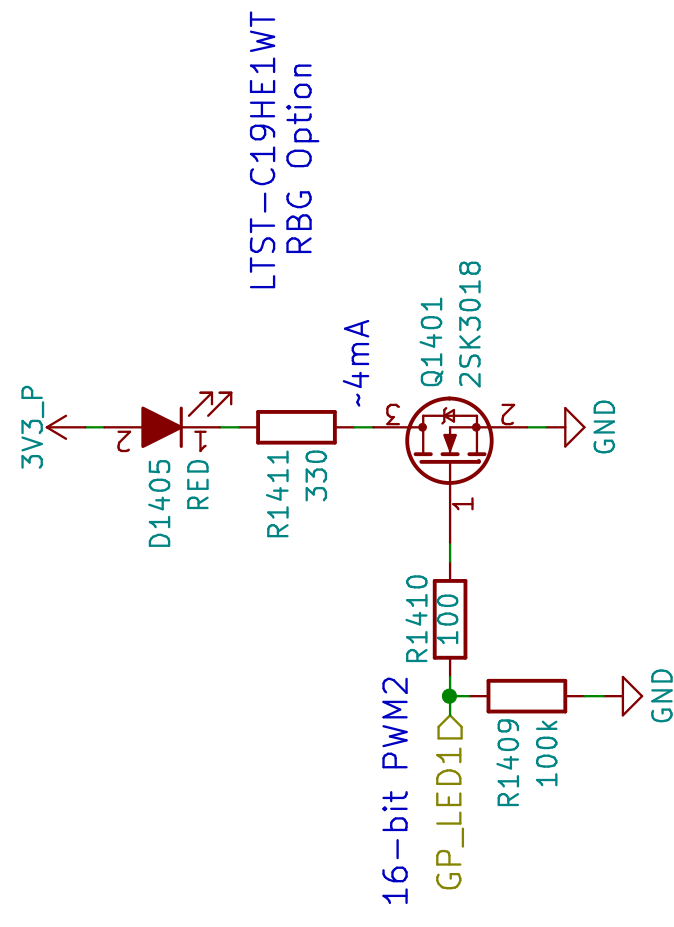 LTST-C19HE1WT
RBG Option
3V3_P
2
D1405
RED
1
R1411
330
~4mA
3
Q1401
2SK3018
2
GND
1
R1410
100
16-bit PWM2
GP_LED1
R1409
100k
GND